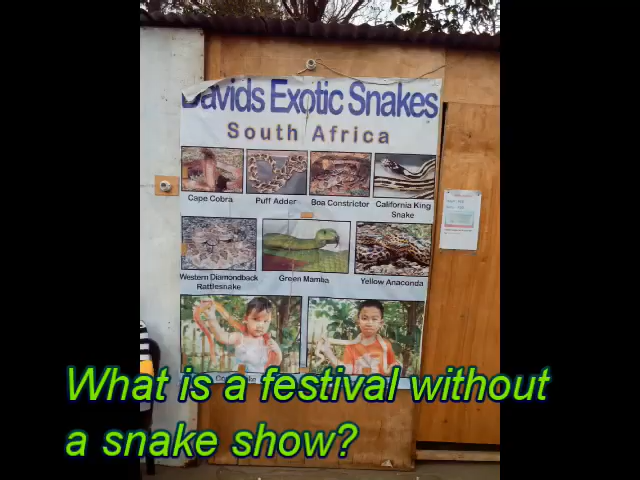 Davids Exotic Snakes
South Africa
Cape Cobra
Puff Adder
Boa Constrictor
California King
Snake
Western Diamondback
Rattlesnake
Green Mamba
Yellow Anaconda
What is a festival without
a snake show?